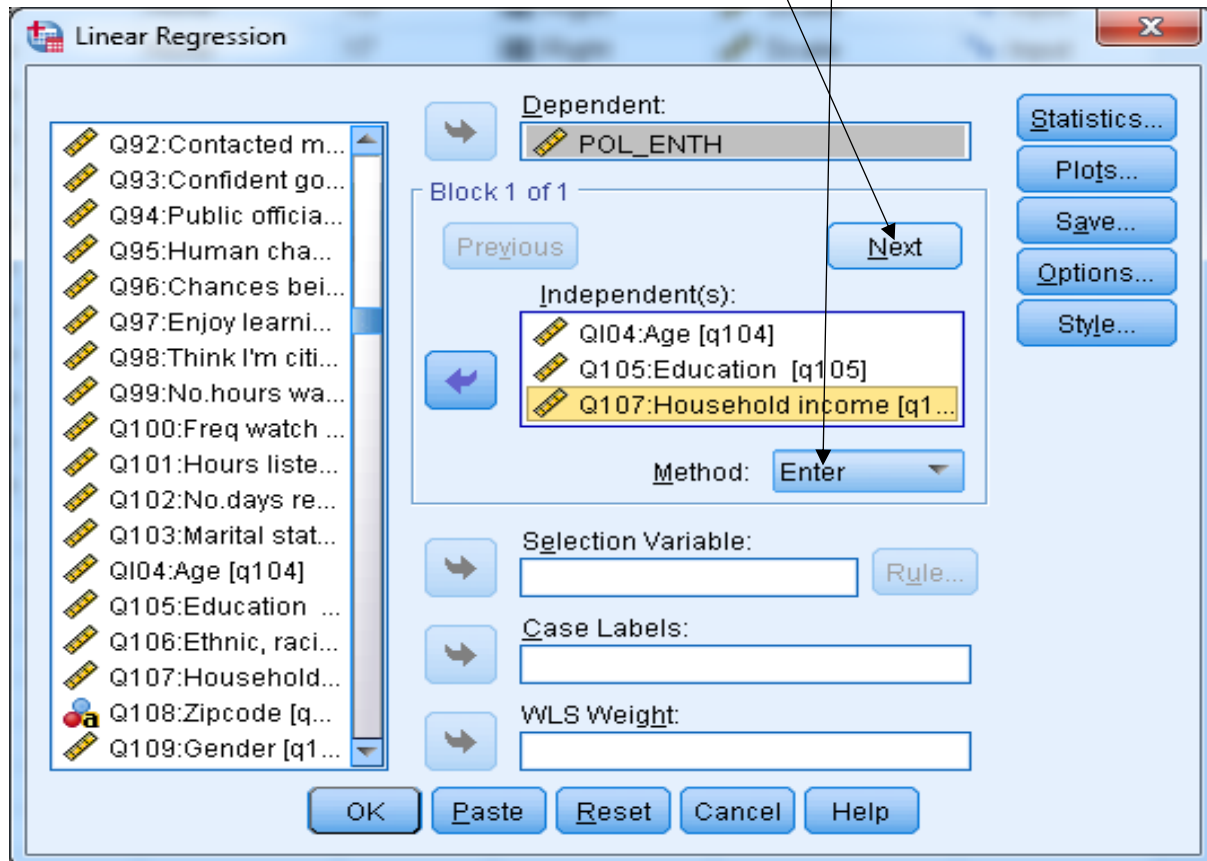 Linear Regression
Q92:Contacted m...
Q93:Confident go...
Q94:Public officia...
Q95:Human cha...
Q96:Chances bei...
Q97:Enjoy learni...
Q98:Think I'm citi...
Q99:No.hours wa...
Q100:Freq watch ...
Q101:Hours liste...
Q102:No.days re...
Q103:Marital stat...
QI04:Age [q104]
Q105:Education ...
Q106:Ethnic, raci...
Q107:Household...
Q108:Zipcode [q...
Q109:Gender [q1...
Dependent:
POL_ENTH
Block 1 of 1
Previous
Next
Independent(s):
QI04:Age [q104]
Q105:Education [q105]
Q107:Household income [q1...
Method: Enter
Selection Variable:
Rule...
Case Labels:
WLS Weight:
Statistics...
Plots...
Save...
Options...
Style...
OK Paste Reset Cancel Help